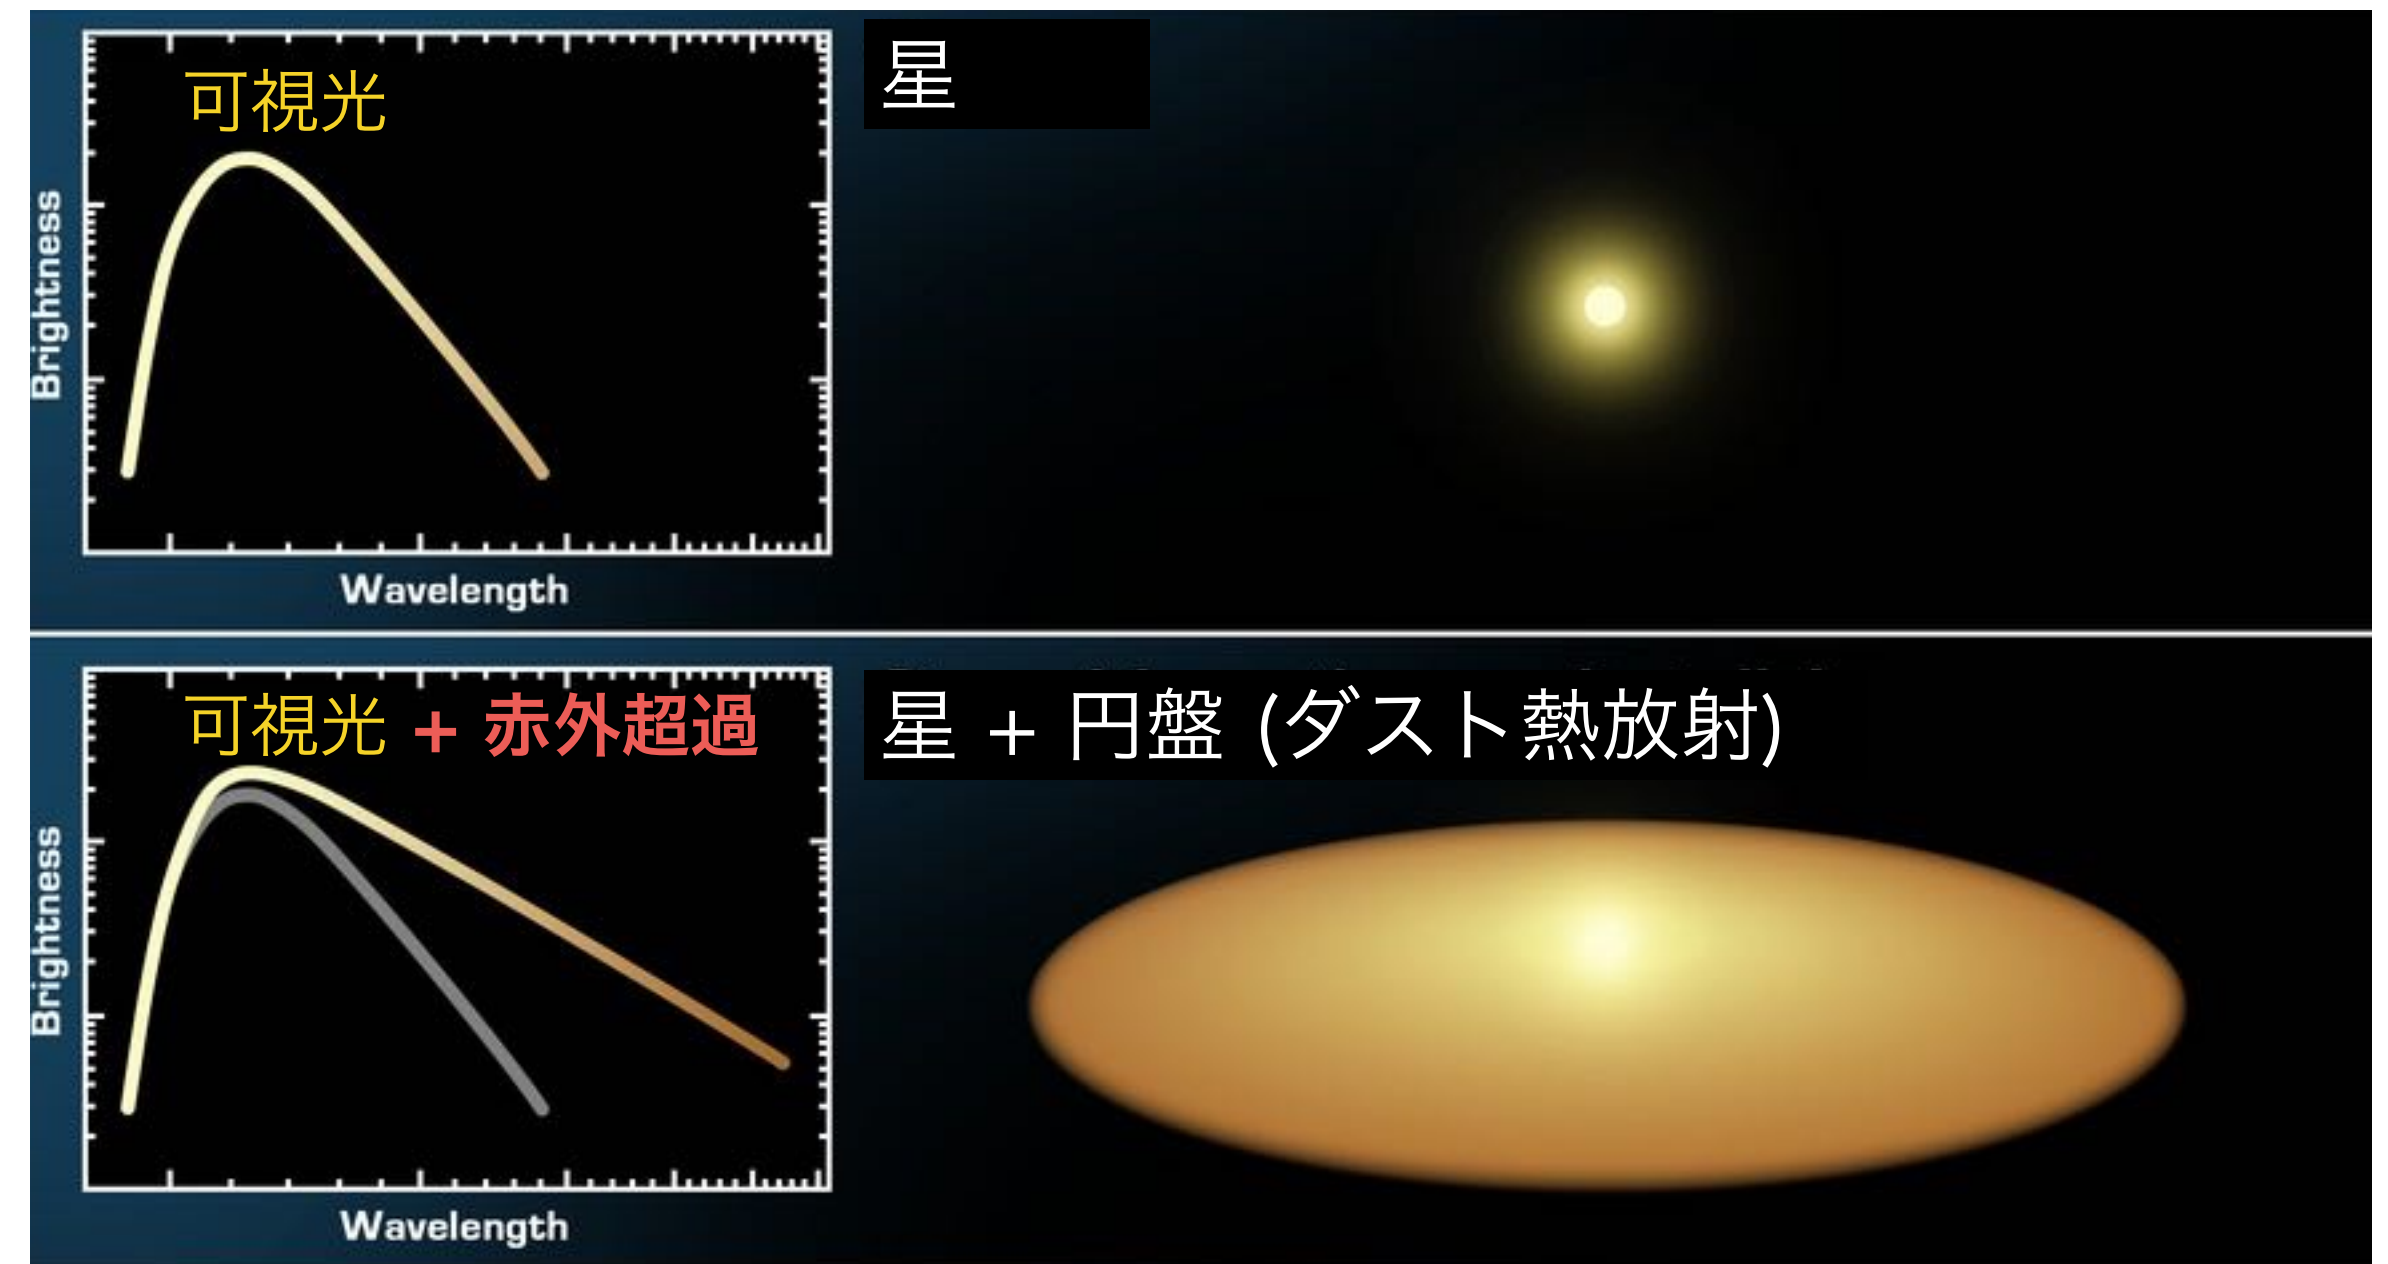 可視光
星
Brightness
Wavelength
可視光 + 赤外超過
星 + 円盤 (ダスト熱放射)
Brightness
Wavelength